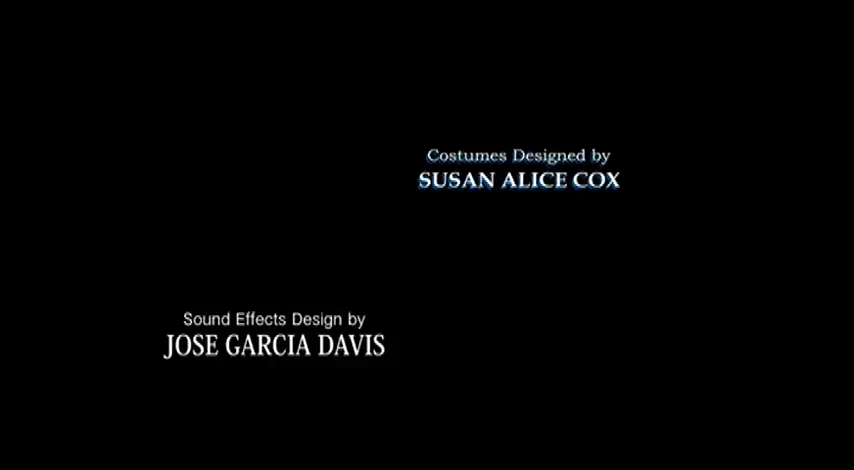 Costumes Designed by
SUSAN ALICE COX
Sound Effects Design by
JOSE GARCIA DAVIS